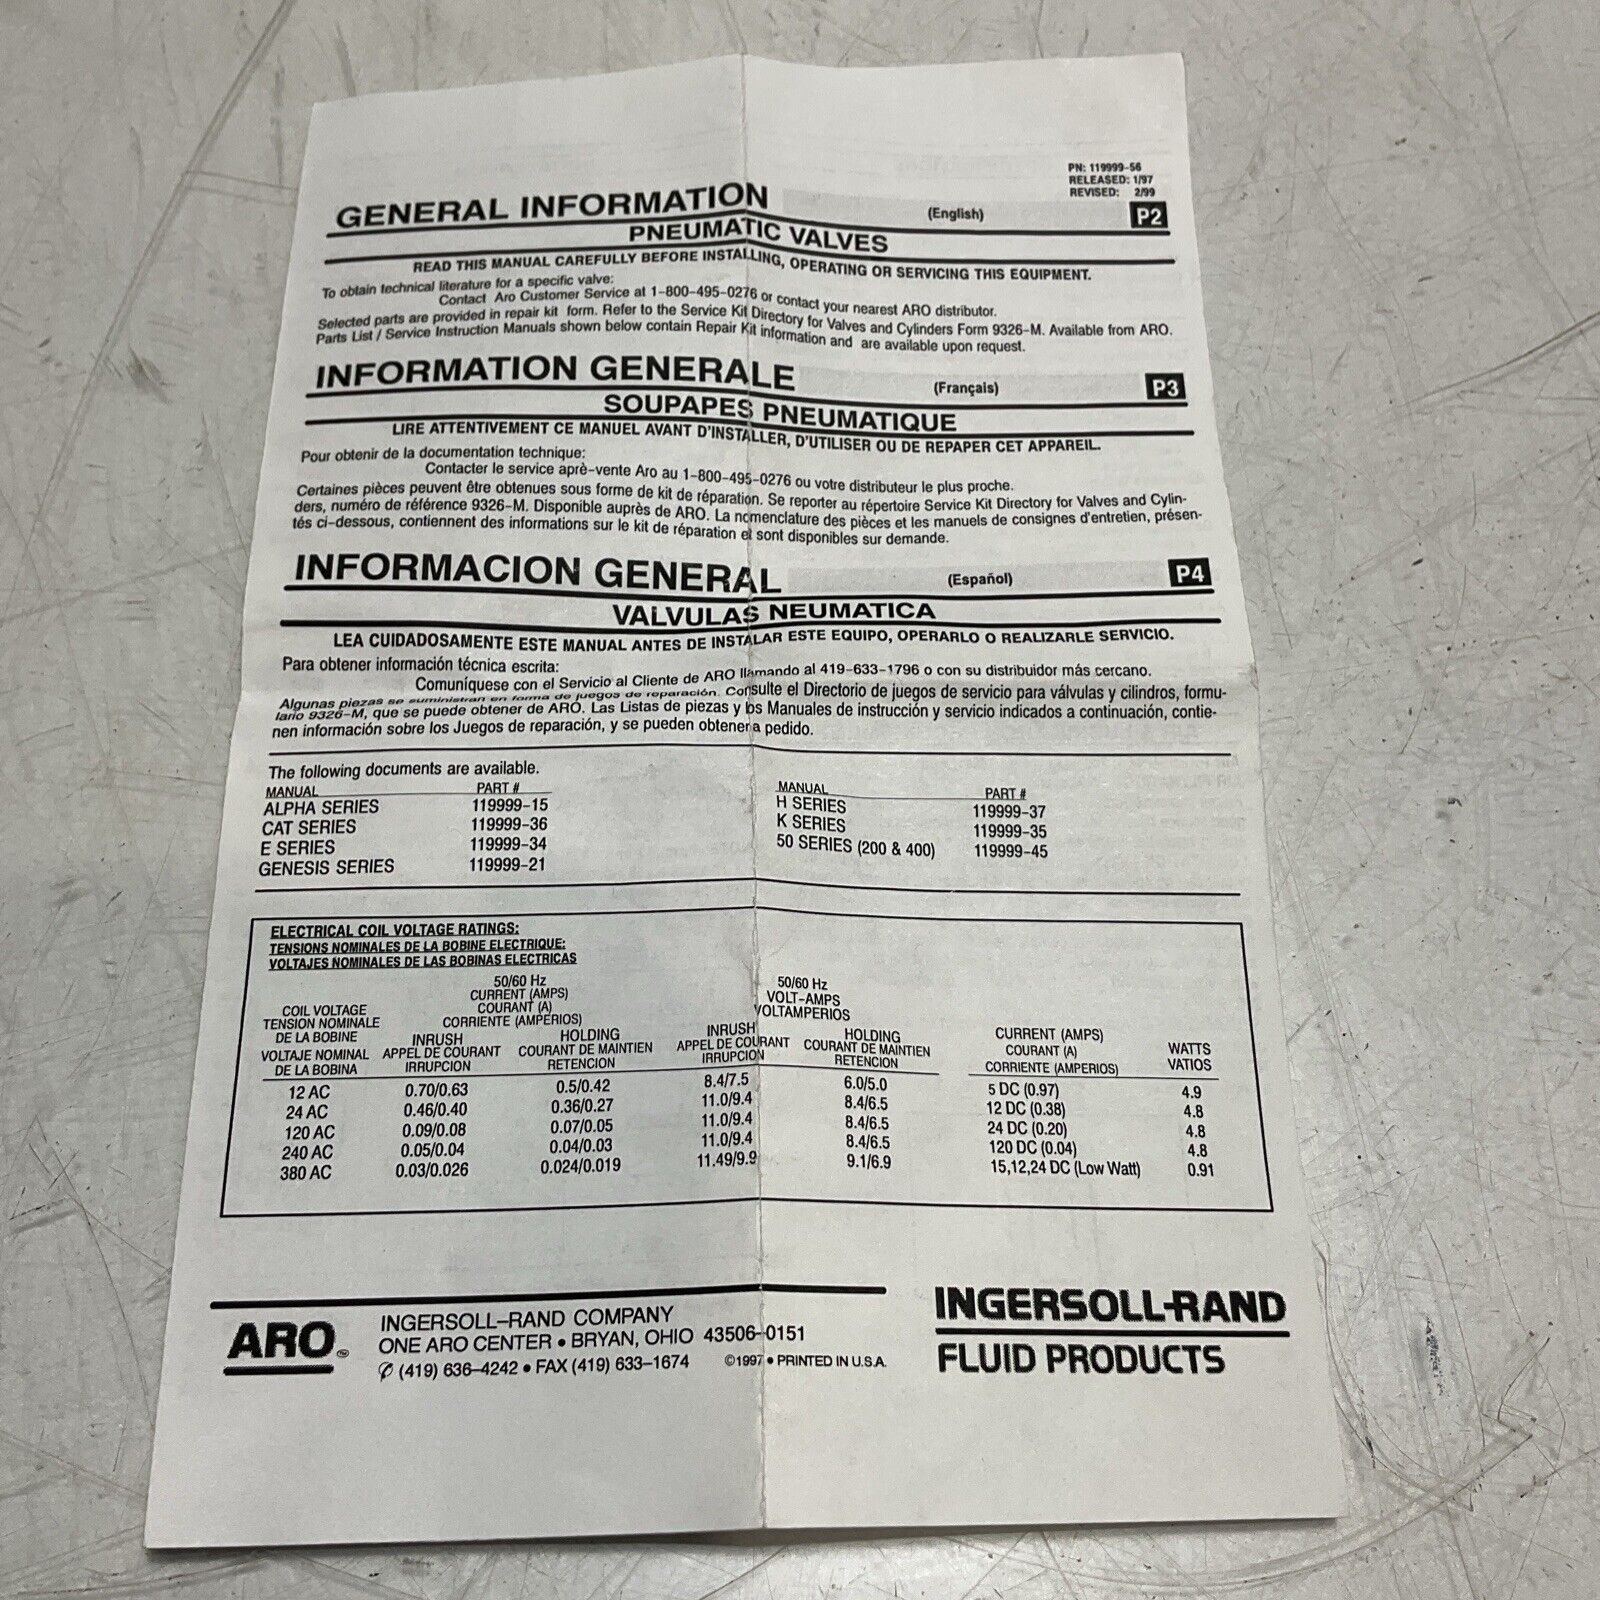 PN: 119999-56
RELEASED: 1/97
REVISED: 2/99
GENERAL INFORMATION (English) P2
PNEUMATIC VALVES
READ THIS MANUAL CAREFULLY BEFORE INSTALLING, OPERATING OR SERVICING THIS EQUIPMENT.
To obtain technical literature for a specific valve:
Contact Aro Customer Service at 1-800-495-0276 or contact your nearest ARO distributor.
Selected parts are provided in repair kit form. Refer to the Service Kit Directory for Valves and Cylinders Form 9326-M. Available from ARO.
Parts List / Service Instruction Manuals shown below contain Repair Kit information and are available upon request.
INFORMATION GENERALE (Français) P3
SOUPAPES PNEUMATIQUE
LIRE ATTENTIVEMENT CE MANUEL AVANT D'INSTALLER, D'UTILISER OU DE REPAPER CET APPAREIL.
Pour obtenir de la documentation technique:
Contacter le service aprè-vente Aro au 1-800-495-0276 ou votre distributeur le plus proche.
Certaines pièces peuvent être obtenues sous forme de kit de réparation. Se reporter au répertoire Service Kit Directory for Valves and Cylin-
ders, numéro de référence 9326-M. Disponible auprès de ARO. La nomenclature des pièces et les manuels de consignes d'entretien, présen-
tés ci-dessous, contiennent des informations sur le kit de réparation et sont disponibles sur demande.
INFORMACION GENERAL (Español) P4
VALVULAS NEUMATICA
LEA CUIDADOSAMENTE ESTE MANUAL ANTES DE INSTALAR ESTE EQUIPO, OPERARLO O REALIZARLE SERVICIO.
Para obtener información técnica escrita:
Comuníquese con el Servicio al Cliente de ARO llamando al 419-633-1796 o con su distribuidor más cercano.
Algunas piezas se suministran en forma de juegos de reparación. Consulte el Directorio de juegos de servicio para válvulas y cilindros, formu-
lario 9326-M, que se puede obtener de ARO. Las Listas de piezas y los Manuales de instrucción y servicio indicados a continuación, contie-
nen información sobre los Juegos de reparación, y se pueden obtener a pedido.
The following documents are available.
MANUAL PART # MANUAL PART #
ALPHA SERIES 119999-15 H SERIES 119999-37
CAT SERIES 119999-36 K SERIES 119999-35
E SERIES 119999-34 50 SERIES (200 & 400) 119999-45
GENESIS SERIES 119999-21
ELECTRICAL COIL VOLTAGE RATINGS:
TENSIONS NOMINALES DE LA BOBINE ELECTRIQUE:
VOLTAJES NOMINALES DE LAS BOBINAS ELECTRICAS
50/60 Hz 50/60 Hz
CURRENT (AMPS) VOLT-AMPS
COIL VOLTAGE COURANT (A) VOLTAMPERIOS
TENSION NOMINALE CORRIENTE (AMPERIOS)
DE LA BOBINE INRUSH HOLDING INRUSH HOLDING CURRENT (AMPS)
VOLTAJE NOMINAL APPEL DE COURANT COURANT DE MAINTIEN APPEL DE COURANT COURANT DE MAINTIEN COURANT (A) WATTS
DE LA BOBINA IRRUPCION RETENCION IRRUPCION RETENCION CORRIENTE (AMPERIOS) VATIOS
12 AC 0.70/0.63 0.5/0.42 8.4/7.5 6.0/5.0 5 DC (0.97) 4.9
24 AC 0.46/0.40 0.36/0.27 11.0/9.4 8.4/6.5 12 DC (0.38) 4.8
120 AC 0.09/0.08 0.07/0.05 11.0/9.4 8.4/6.5 24 DC (0.20) 4.8
240 AC 0.05/0.04 0.04/0.03 11.0/9.4 8.4/6.5 120 DC (0.04) 4.8
380 AC 0.03/0.026 0.024/0.019 11.49/9.9 9.1/6.9 15,12,24 DC (Low Watt) 0.91
ARO®
INGERSOLL-RAND COMPANY
ONE ARO CENTER • BRYAN, OHIO 43506-0151
✆ (419) 636-4242 • FAX (419) 633-1674 ©1997 • PRINTED IN U.S.A.
INGERSOLL-RAND
FLUID PRODUCTS